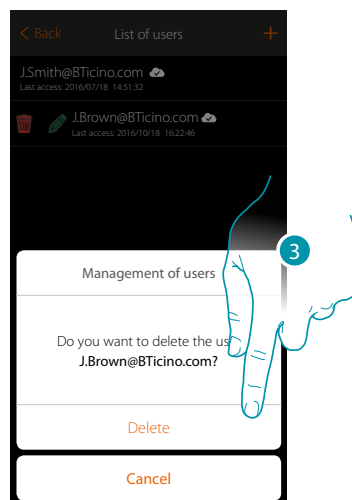 < Back List of users +
J.Smith@BTicino.com
Last access: 2016/07/18 14:51:32
J.Brown@BTicino.com
Last access: 2016/10/18 16:22:46
3
Management of users
Do you want to delete the us
J.Brown@BTicino.com?
Delete
Cancel